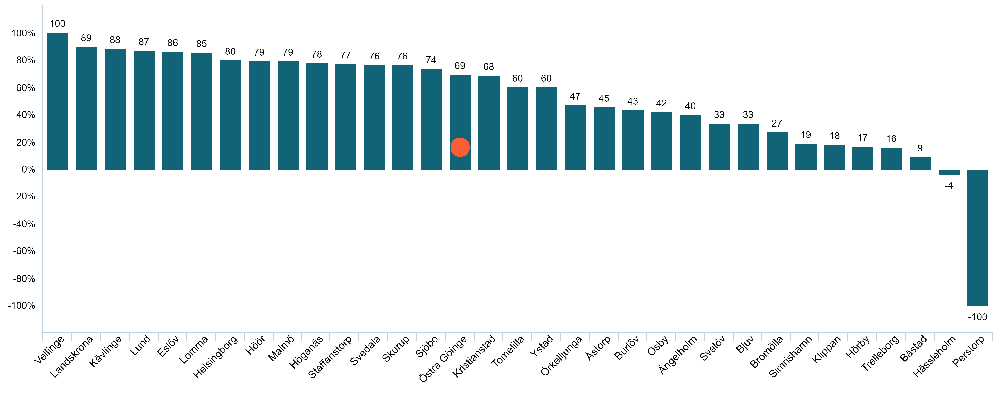 100%
80%
60%
40%
20%
0%
-20%
-40%
-60%
-80%
-100%
100
89
88
87
86
85
80
79
79
78
77
76
76
74
69
68
60
60
47
45
43
42
40
33
33
27
19
18
17
16
9
-4
-100
Vellinge
Landskrona
Kävlinge
Lund
Eslöv
Lomma
Helsingborg
Höör
Malmö
Höganäs
Staffanstorp
Svedala
Skurup
Sjöbo
Östra Göinge
Kristianstad
Tomelilla
Ystad
Örkelljunga
Åstorp
Burlöv
Osby
Ängelholm
Svalöv
Bjuv
Bromölla
Simrishamn
Klippan
Hörby
Trelleborg
Båstad
Hässleholm
Perstorp